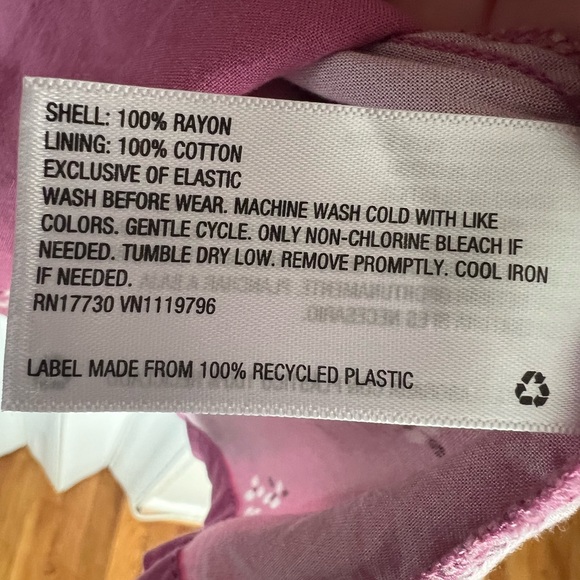 SHELL: 100% RAYON
LINING: 100% COTTON
EXCLUSIVE OF ELASTIC
WASH BEFORE WEAR. MACHINE WASH COLD WITH LIKE
COLORS. GENTLE CYCLE. ONLY NON-CHLORINE BLEACH IF
NEEDED. TUMBLE DRY LOW. REMOVE PROMPTLY. COOL IRON
IF NEEDED.
RN17730 VN1119796
LABEL MADE FROM 100% RECYCLED PLASTIC